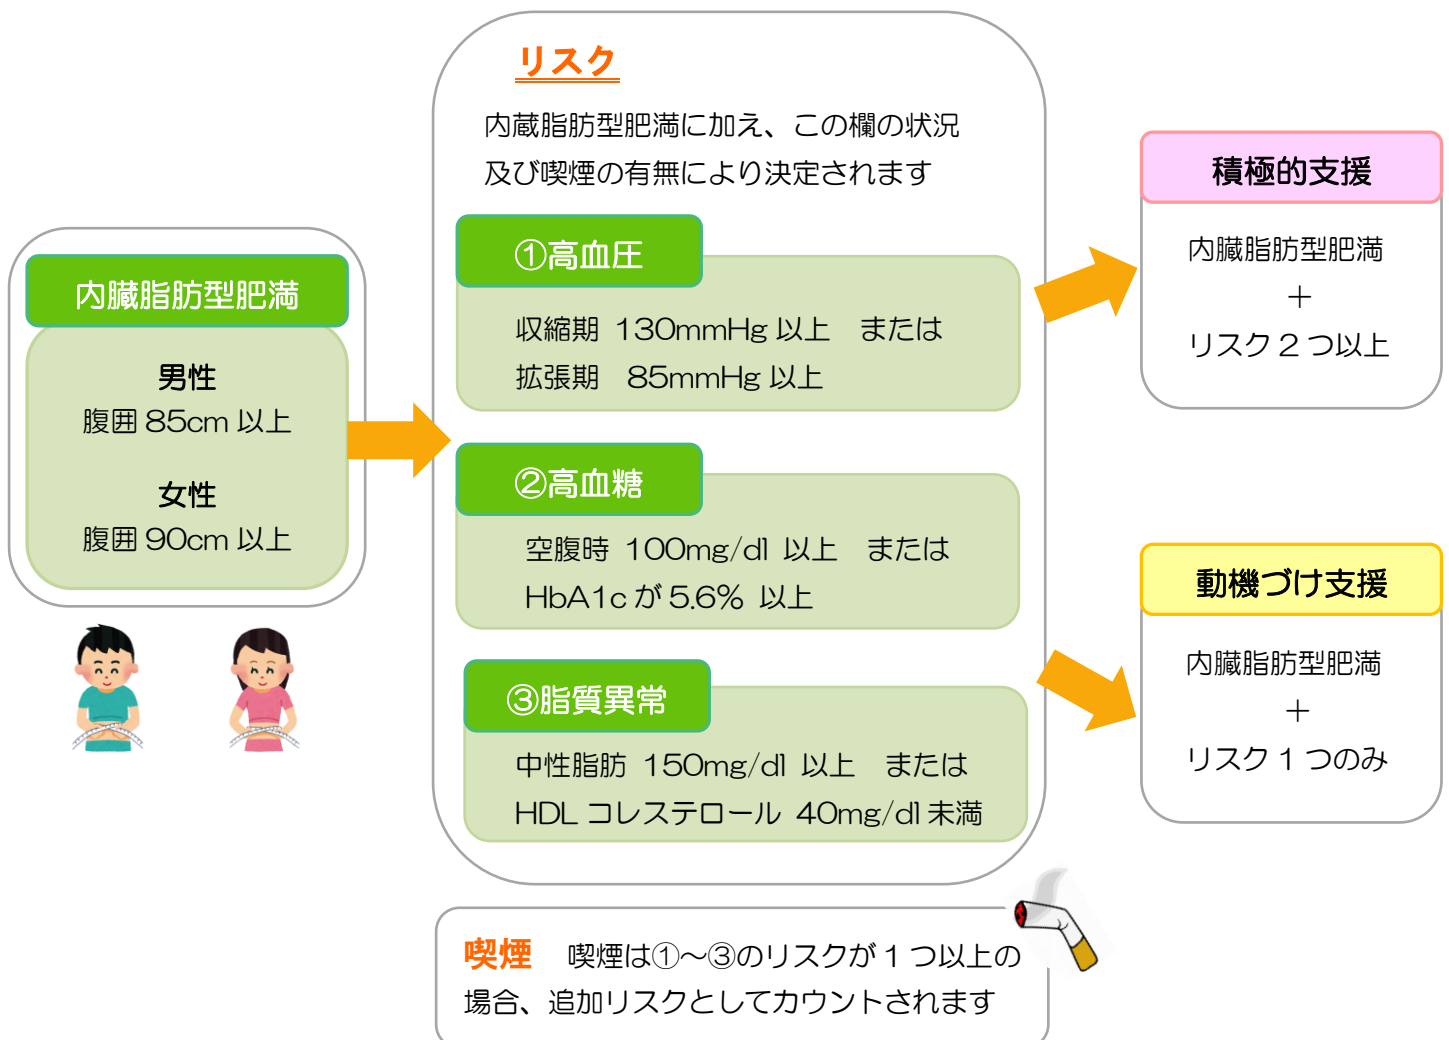 内臓脂肪型肥満
男性
腹囲 85cm 以上
女性
腹囲 90cm 以上
リスク
内蔵脂肪型肥満に加え、この欄の状況
及び喫煙の有無により決定されます
①高血圧
収縮期 130mmHg 以上　または
拡張期　85mmHg 以上
②高血糖
空腹時 100mg/dl 以上　または
HbA1c が 5.6% 以上
③脂質異常
中性脂肪 150mg/dl 以上　または
HDL コレステロール 40mg/dl 未満
喫煙　喫煙は①～③のリスクが 1 つ以上の
場合、追加リスクとしてカウントされます
積極的支援
内臓脂肪型肥満
＋
リスク 2 つ以上
動機づけ支援
内臓脂肪型肥満
＋
リスク 1 つのみ